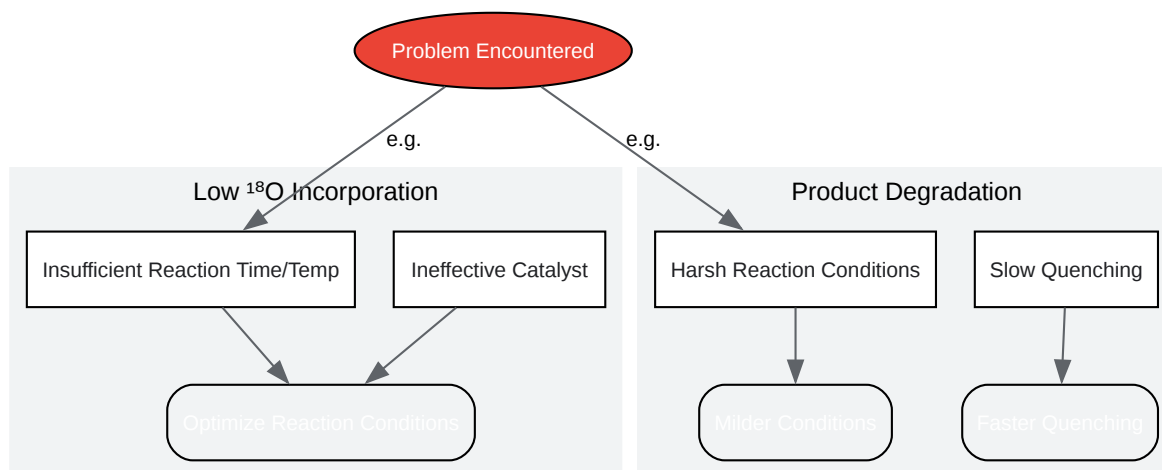 Problem Encountered
e.g.
e.g.
Low ¹⁸O Incorporation
Product Degradation
Insufficient Reaction Time/Temp
Ineffective Catalyst
Harsh Reaction Conditions
Slow Quenching
Optimize Reaction Conditions
Milder Conditions
Faster Quenching